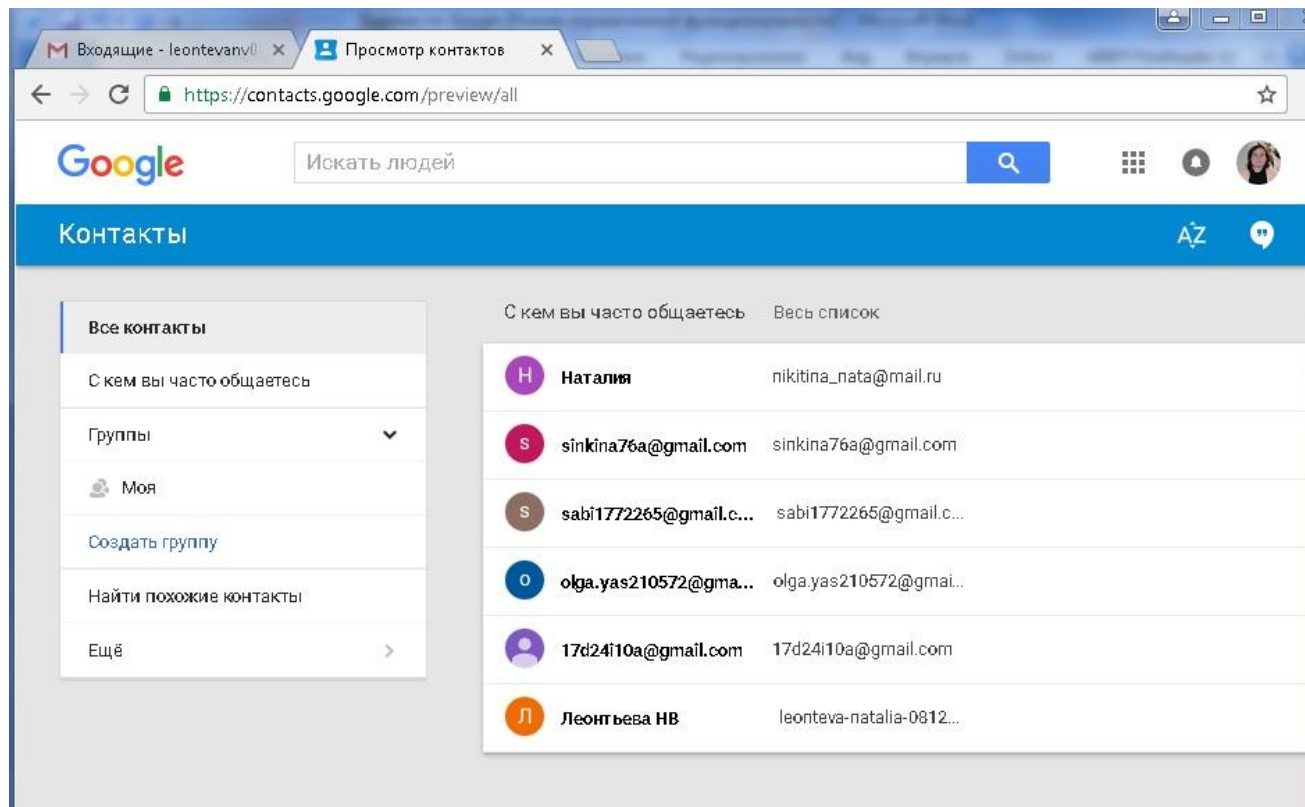 Входящие - leontevanv0
Просмотр контактов
https://contacts.google.com/preview/all
Google
Искать людей
Контакты
AZ
Все контакты
С кем вы часто общаетесь
Группы
Моя
Создать группу
Найти похожие контакты
Ещё
С кем вы часто общаетесь Весь список
Н Наталия nikitina_nata@mail.ru
S sinkina76a@gmail.com sinkina76a@gmail.com
S sabi1772265@gmail.c... sabi1772265@gmail.c...
O olga.yas210572@gma... olga.yas210572@gmai...
17d24i10a@gmail.com 17d24i10a@gmail.com
Л Леонтьева НВ leonteva-natalia-0812...